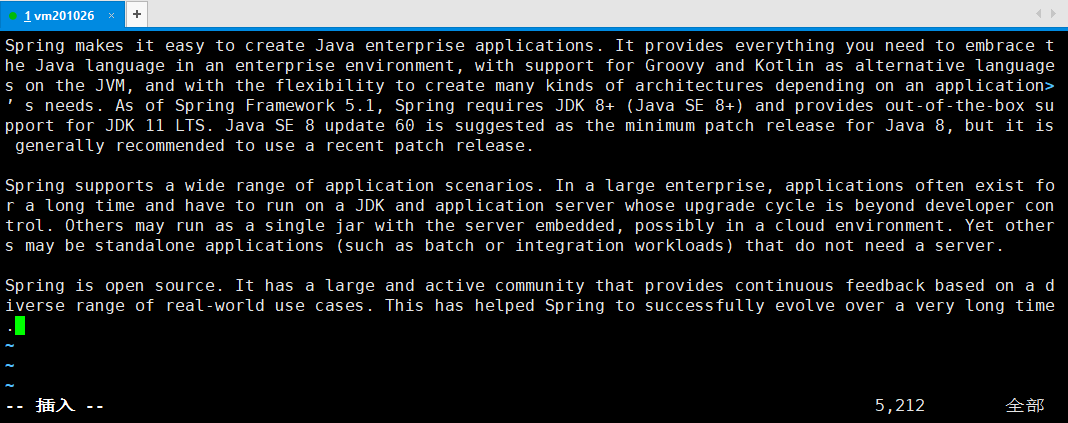 1 vm201026 × +
Spring makes it easy to create Java enterprise applications. It provides everything you need to embrace t
he Java language in an enterprise environment, with support for Groovy and Kotlin as alternative language
s on the JVM, and with the flexibility to create many kinds of architectures depending on an application>
’ s needs. As of Spring Framework 5.1, Spring requires JDK 8+ (Java SE 8+) and provides out-of-the-box su
pport for JDK 11 LTS. Java SE 8 update 60 is suggested as the minimum patch release for Java 8, but it is
 generally recommended to use a recent patch release.

Spring supports a wide range of application scenarios. In a large enterprise, applications often exist fo
r a long time and have to run on a JDK and application server whose upgrade cycle is beyond developer con
trol. Others may run as a single jar with the server embedded, possibly in a cloud environment. Yet other
s may be standalone applications (such as batch or integration workloads) that do not need a server.

Spring is open source. It has a large and active community that provides continuous feedback based on a d
iverse range of real-world use cases. This has helped Spring to successfully evolve over a very long time
.
~
~
~
-- 插入 -- 5,212 全部